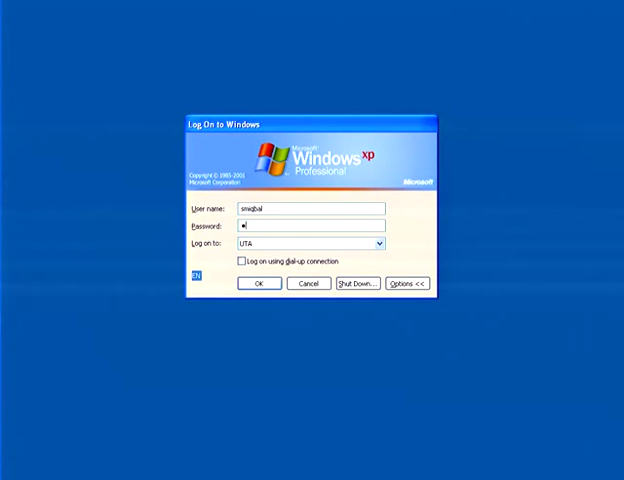 Log On to Windows
Microsoft
Windows xp
Professional
Copyright © 1985-2001
Microsoft Corporation
Microsoft
User name: smiqbal
Password: ●
Log on to: UTA
Log on using dial-up connection
EN
OK Cancel Shut Down... Options <<